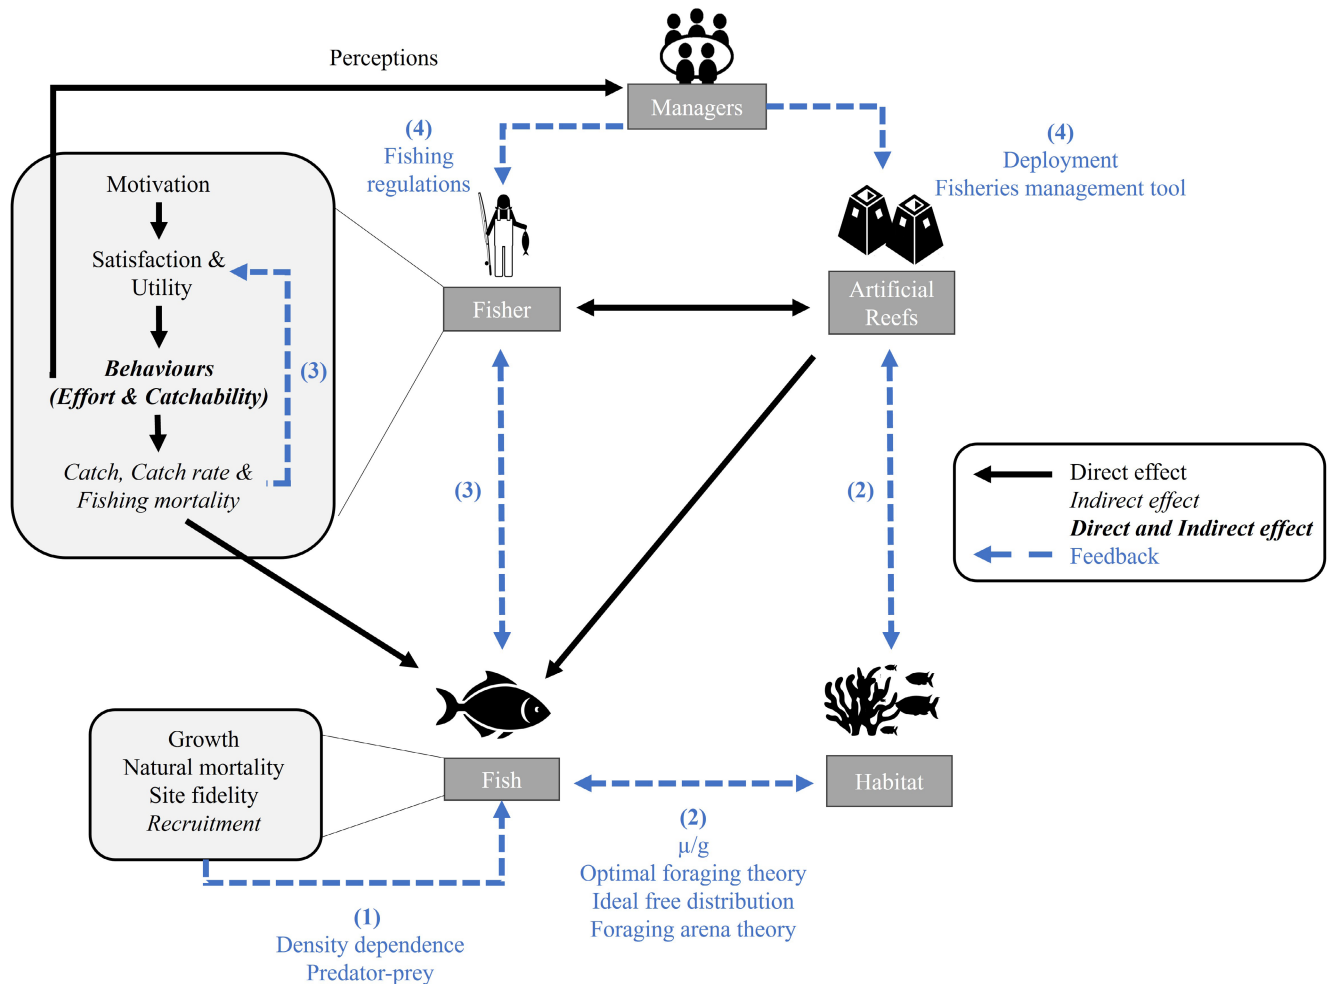 Perceptions
Managers
(4)
Fishing
regulations
(4)
Deployment
Fisheries management tool
Motivation
Satisfaction &
Utility
Behaviours
(Effort & Catchability)
(3)
Catch, Catch rate &
Fishing mortality
Fisher
Artificial
Reefs
(3)
(2)
Direct effect
Indirect effect
Direct and Indirect effect
Feedback
Growth
Natural mortality
Site fidelity
Recruitment
Fish
Habitat
(2)
µ/g
Optimal foraging theory
Ideal free distribution
Foraging arena theory
(1)
Density dependence
Predator-prey